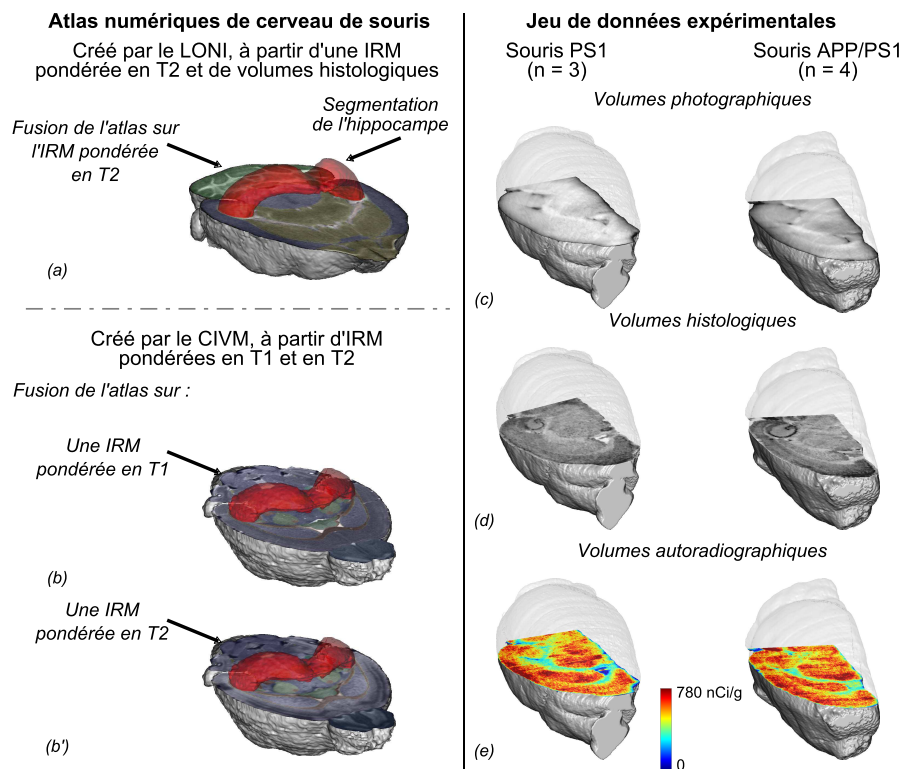 Atlas numériques de cerveau de souris
Créé par le LONI, à partir d'une IRM
pondérée en T2 et de volumes histologiques
Segmentation
de l'hippocampe
Fusion de l'atlas sur
l'IRM pondérée
en T2
(a)
Créé par le CIVM, à partir d'IRM
pondérées en T1 et en T2
Fusion de l'atlas sur :
Une IRM
pondérée en T1
(b)
Une IRM
pondérée en T2
(b')
Jeu de données expérimentales
Souris PS1
(n = 3)
Souris APP/PS1
(n = 4)
Volumes photographiques
(c)
Volumes histologiques
(d)
Volumes autoradiographiques
780 nCi/g
0
(e)